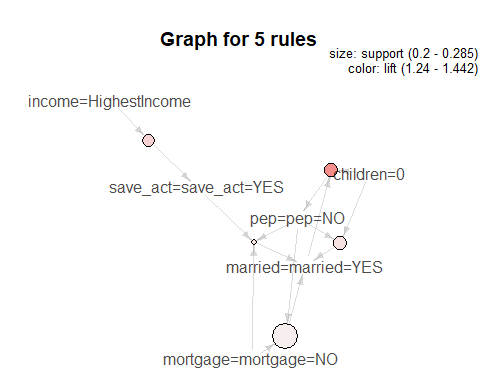 Graph for 5 rules
size: support (0.2 - 0.285)
color: lift (1.24 - 1.442)
income=HighestIncome
children=0
save_act=save_act=YES
pep=pep=NO
married=married=YES
mortgage=mortgage=NO